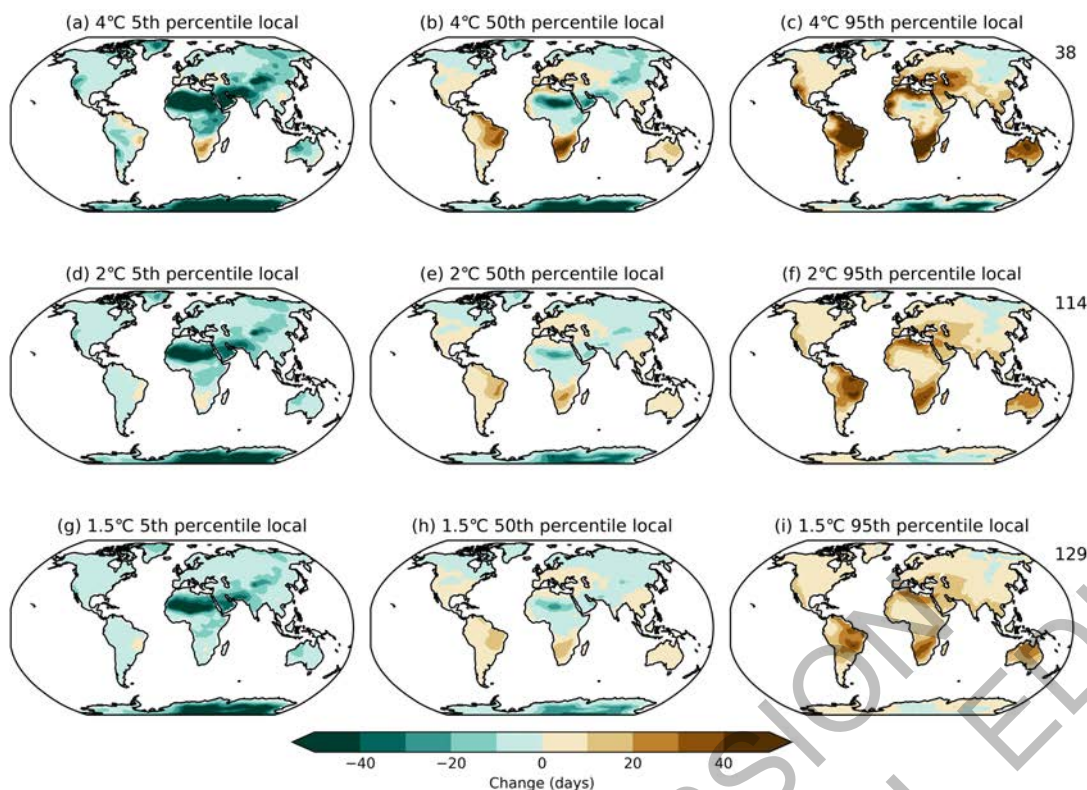 (a) 4℃ 5th percentile local (b) 4℃ 50th percentile local (c) 4℃ 95th percentile local
38
(d) 2℃ 5th percentile local (e) 2℃ 50th percentile local (f) 2℃ 95th percentile local
114
(g) 1.5℃ 5th percentile local (h) 1.5℃ 50th percentile local (i) 1.5℃ 95th percentile local
129
−40 −20 0 20 40
Change (days)